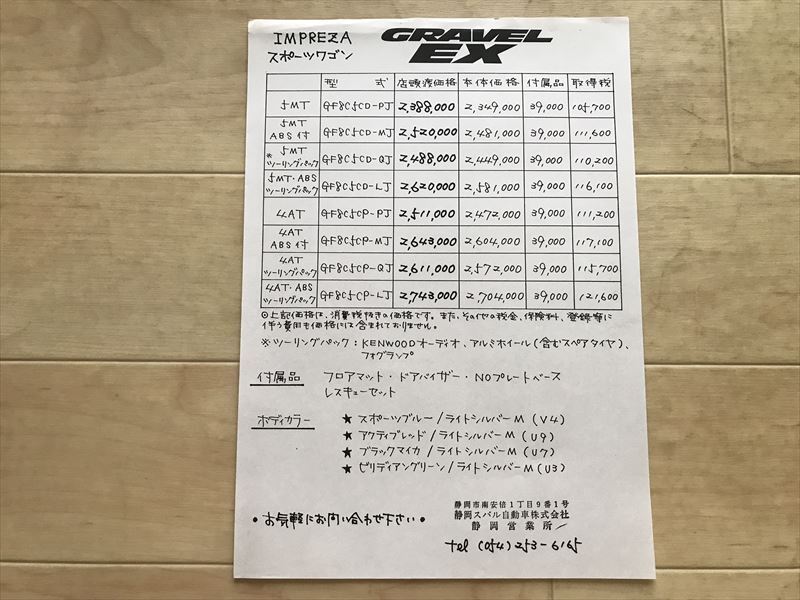 IMPREZA
スポーツワゴン
GRAVEL
EX
型 式 店頭渡価格 本体価格 付属品 取得税
5MT GF8C5CD-PJ 2,388,000 2,349,000 39,000 105,700
5MT
ABS付 GF8C5CD-MJ 2,520,000 2,481,000 39,000 111,600
※ 5MT
ツーリングパック GF8C5CD-QJ 2,488,000 2,449,000 39,000 110,200
5MT・ABS
ツーリングパック GF8C5CD-LJ 2,620,000 2,581,000 39,000 116,100
4AT GF8C5CP-PJ 2,511,000 2,472,000 39,000 111,200
4AT
ABS付 GF8C5CP-MJ 2,643,000 2,604,000 39,000 117,100
4AT
ツーリングパック GF8C5CP-QJ 2,611,000 2,572,000 39,000 115,700
4AT・ABS
ツーリングパック GF8C5CP-LJ 2,743,000 2,704,000 39,000 121,600
◎上記価格は、消費税抜きの価格です。また、その他の税金、保険料、登録等に
伴う費用も価格には含まれておりません。
※ツーリングパック：KENWOODオーディオ、アルミホイール(含むスペアタイヤ)、
フォグランプ
付属品 フロアマット・ドアバイザー・NOプレートベース
レスキューセット
ボディカラー ★ スポーツブルー/ライトシルバーM (V4)
★ アクティブレッド/ライトシルバーM (U9)
★ ブラックマイカ/ライトシルバーM (U7)
★ ビリディアングリーン/ライトシルバーM(U3)
静岡市南安倍1丁目9番1号
静岡スバル自動車株式会社
静岡営業所
●お気軽にお問い合わせ下さい●
Tel (054)253-6165